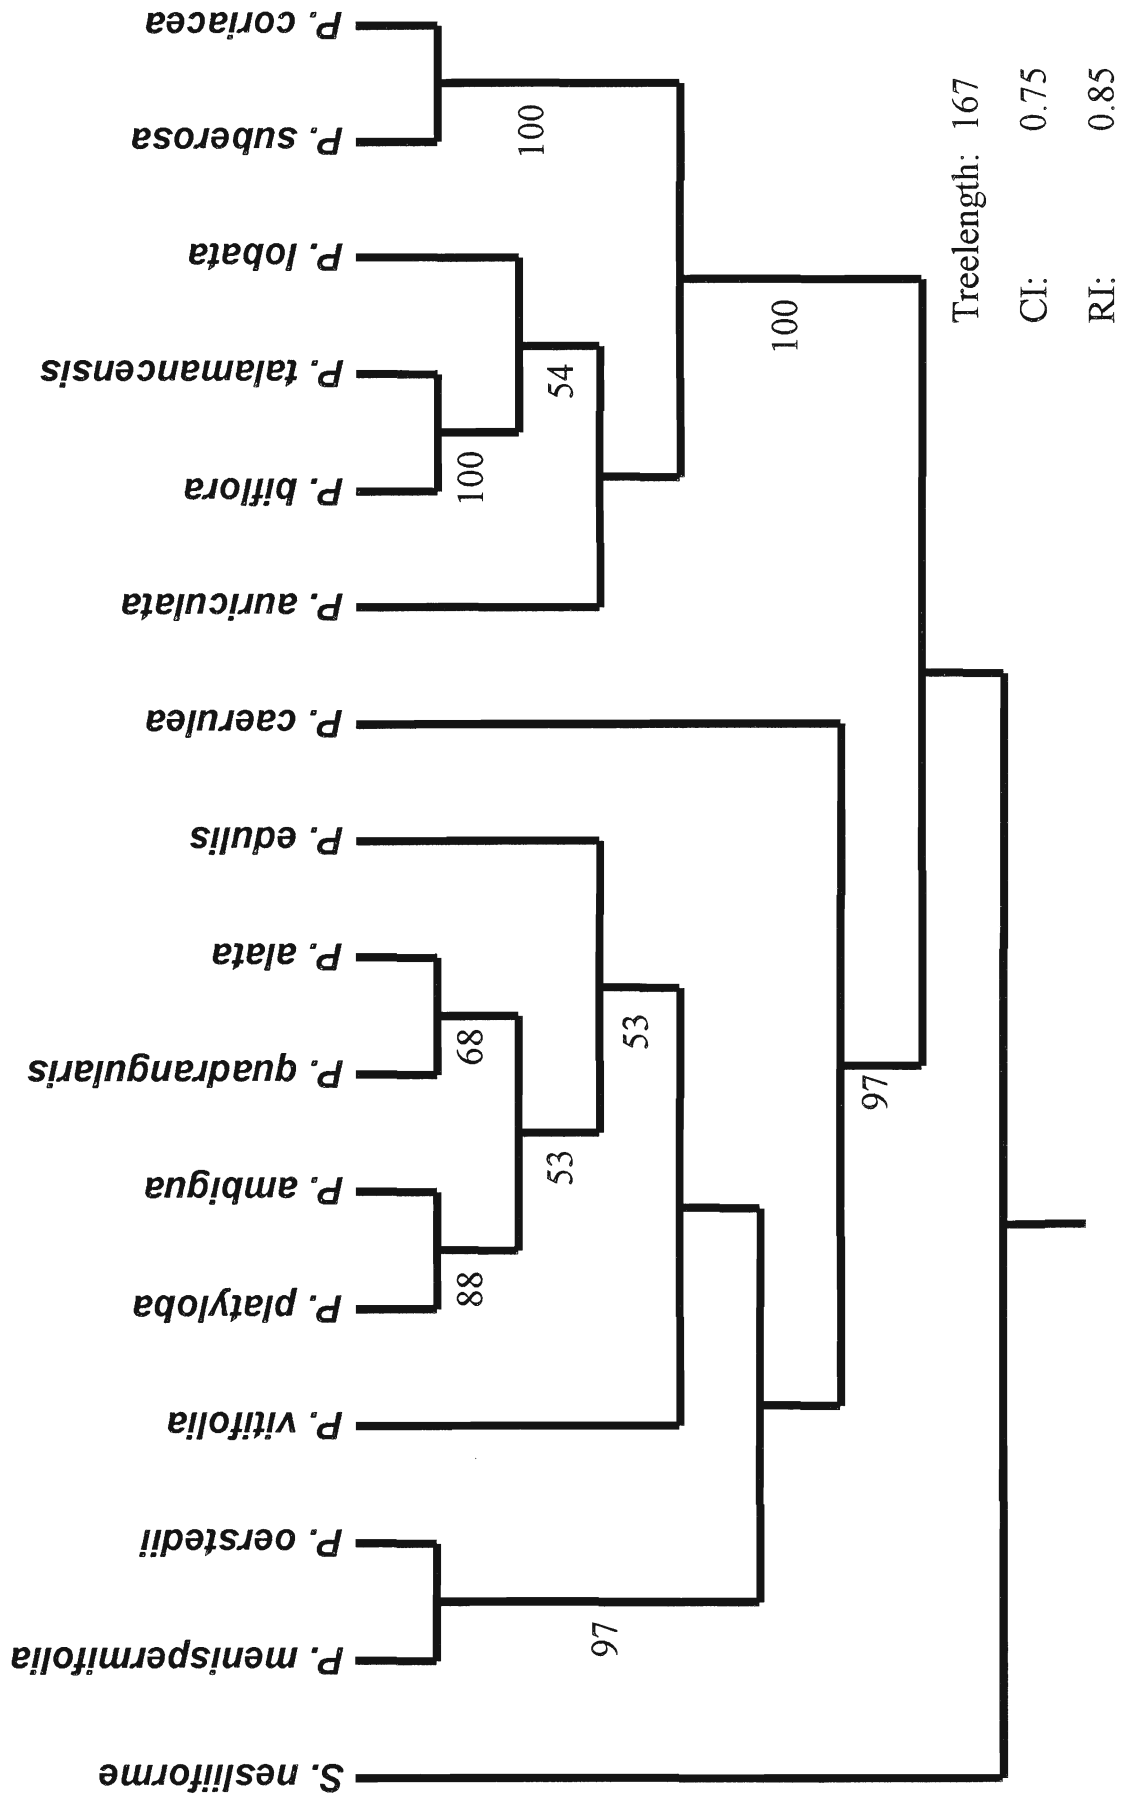 P. coriacea
P. suberosa
100
P. lobata
P. talamancensis
54
P. biflora
100
100
P. auriculata
P. caerulea
P. edulis
P. alata
68
P. quadrangularis
53
53
97
P. ambigua
P. platyloba
88
P. vitifolia
P. oerstedii
97
P. menispermifolia
S. nesliiforme
Treelength: 167
CI: 0.75
RI: 0.85